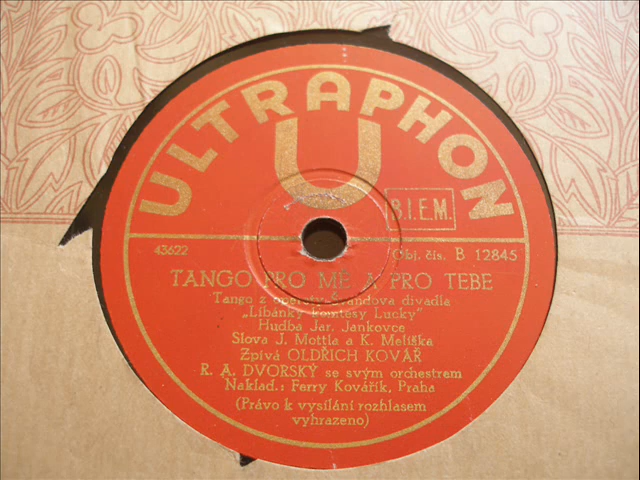 ULTRAPHON
U
B.I.E.M.
43622
Obj. čís. B 12845
TANGO PRO MĚ A PRO TEBE
Tango z operety Švandova divadla
„Líbánky komtesy Lucky"
Hudba Jar. Jankovce
Slova J. Mottla a K. Melíška
Zpívá OLDŘICH KOVÁŘ
R. A. DVORSKÝ se svým orchestrem
Naklad.: Ferry Kovářík, Praha
(Právo k vysílání rozhlasem
vyhrazeno)